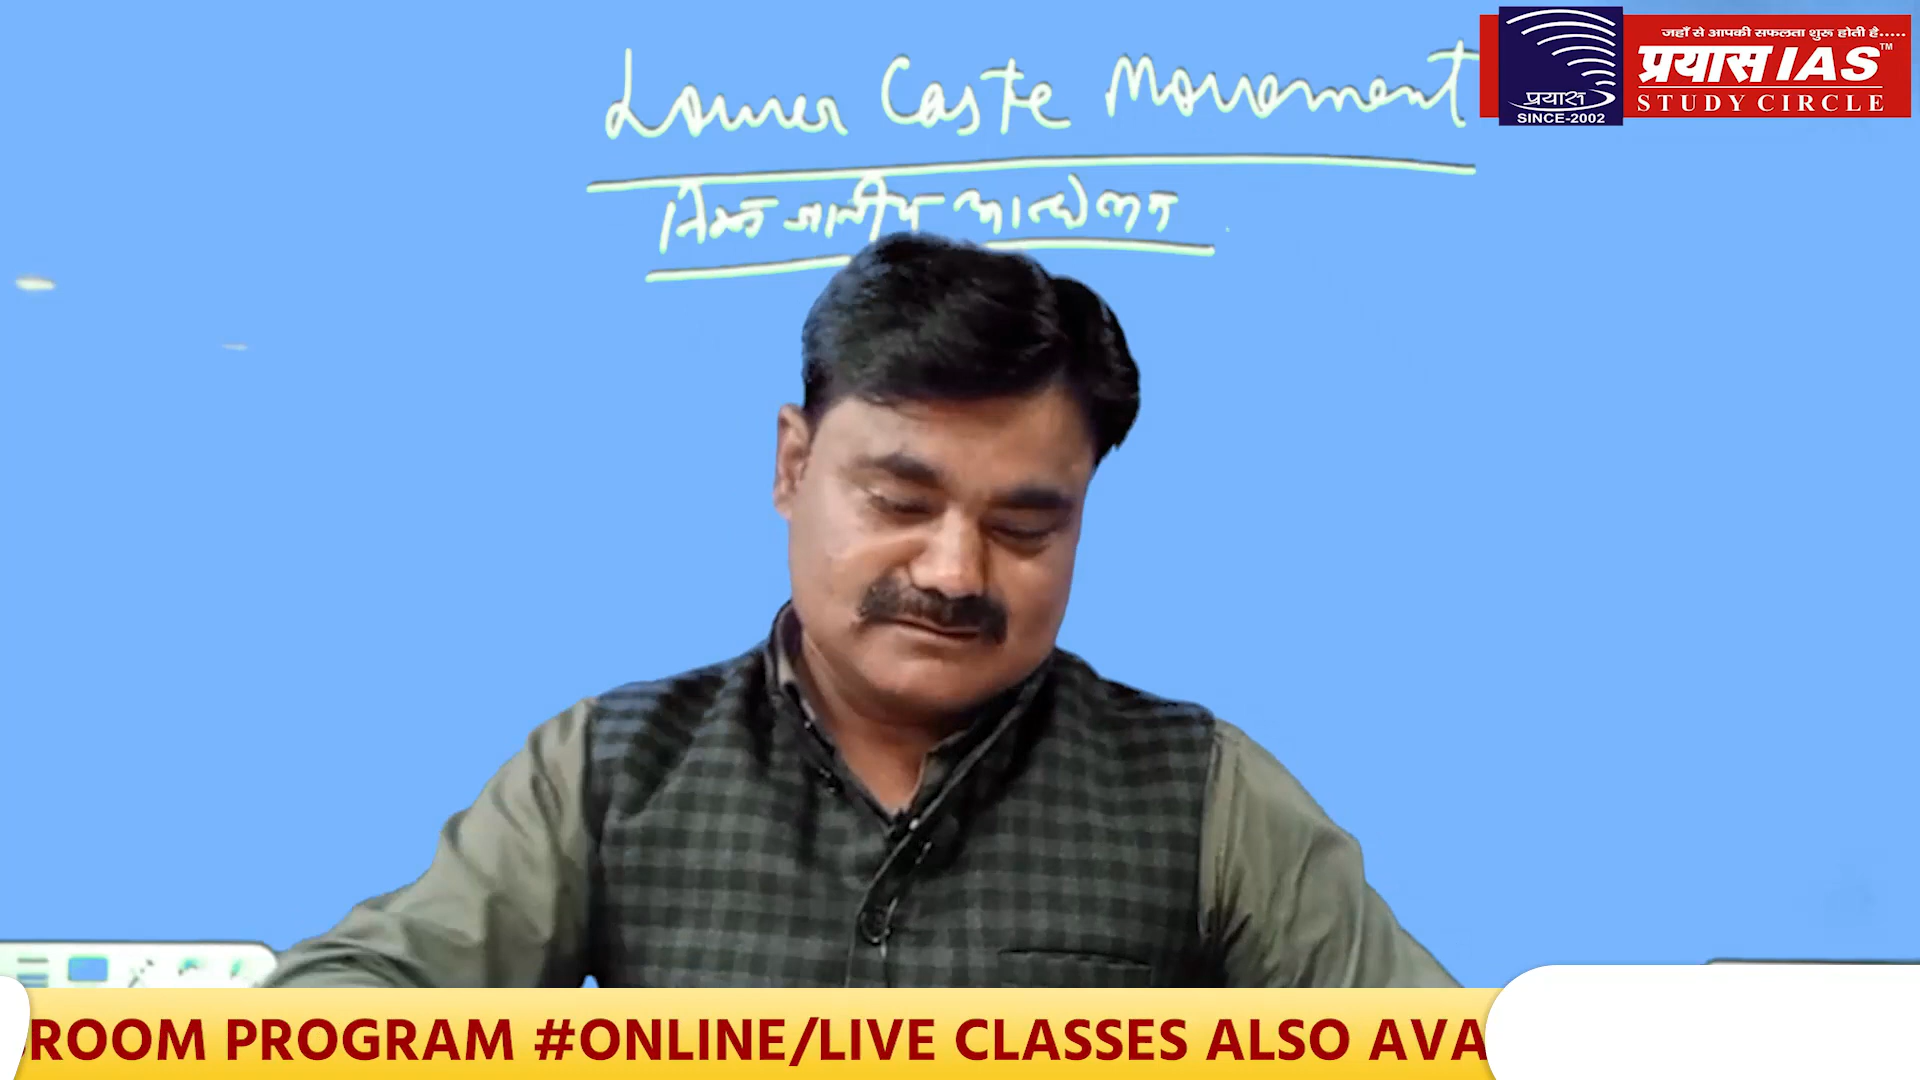 Lower Caste Movement
निम्न जातीय आन्दोलन
जहाँ से आपकी सफलता शुरू होती है.....
प्रयास IAS™
STUDY CIRCLE
प्रयास
SINCE-2002
ROOM PROGRAM #ONLINE/LIVE CLASSES ALSO AVA